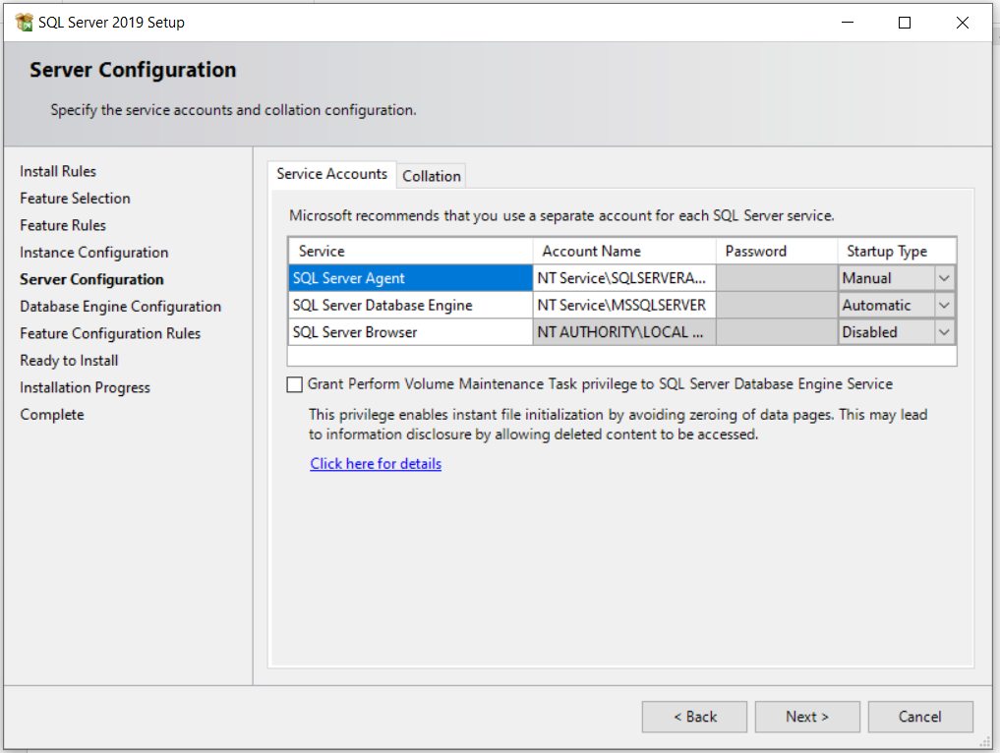 SQL Server 2019 Setup
Server Configuration
Specify the service accounts and collation configuration.
Install Rules
Feature Selection
Feature Rules
Instance Configuration
Server Configuration
Database Engine Configuration
Feature Configuration Rules
Ready to Install
Installation Progress
Complete
Service Accounts Collation
Microsoft recommends that you use a separate account for each SQL Server service.
Service Account Name Password Startup Type
SQL Server Agent NT Service\SQLSERVERA... Manual
SQL Server Database Engine NT Service\MSSQLSERVER Automatic
SQL Server Browser NT AUTHORITY\LOCAL ... Disabled
Grant Perform Volume Maintenance Task privilege to SQL Server Database Engine Service
This privilege enables instant file initialization by avoiding zeroing of data pages. This may lead
to information disclosure by allowing deleted content to be accessed.
Click here for details
< Back Next > Cancel